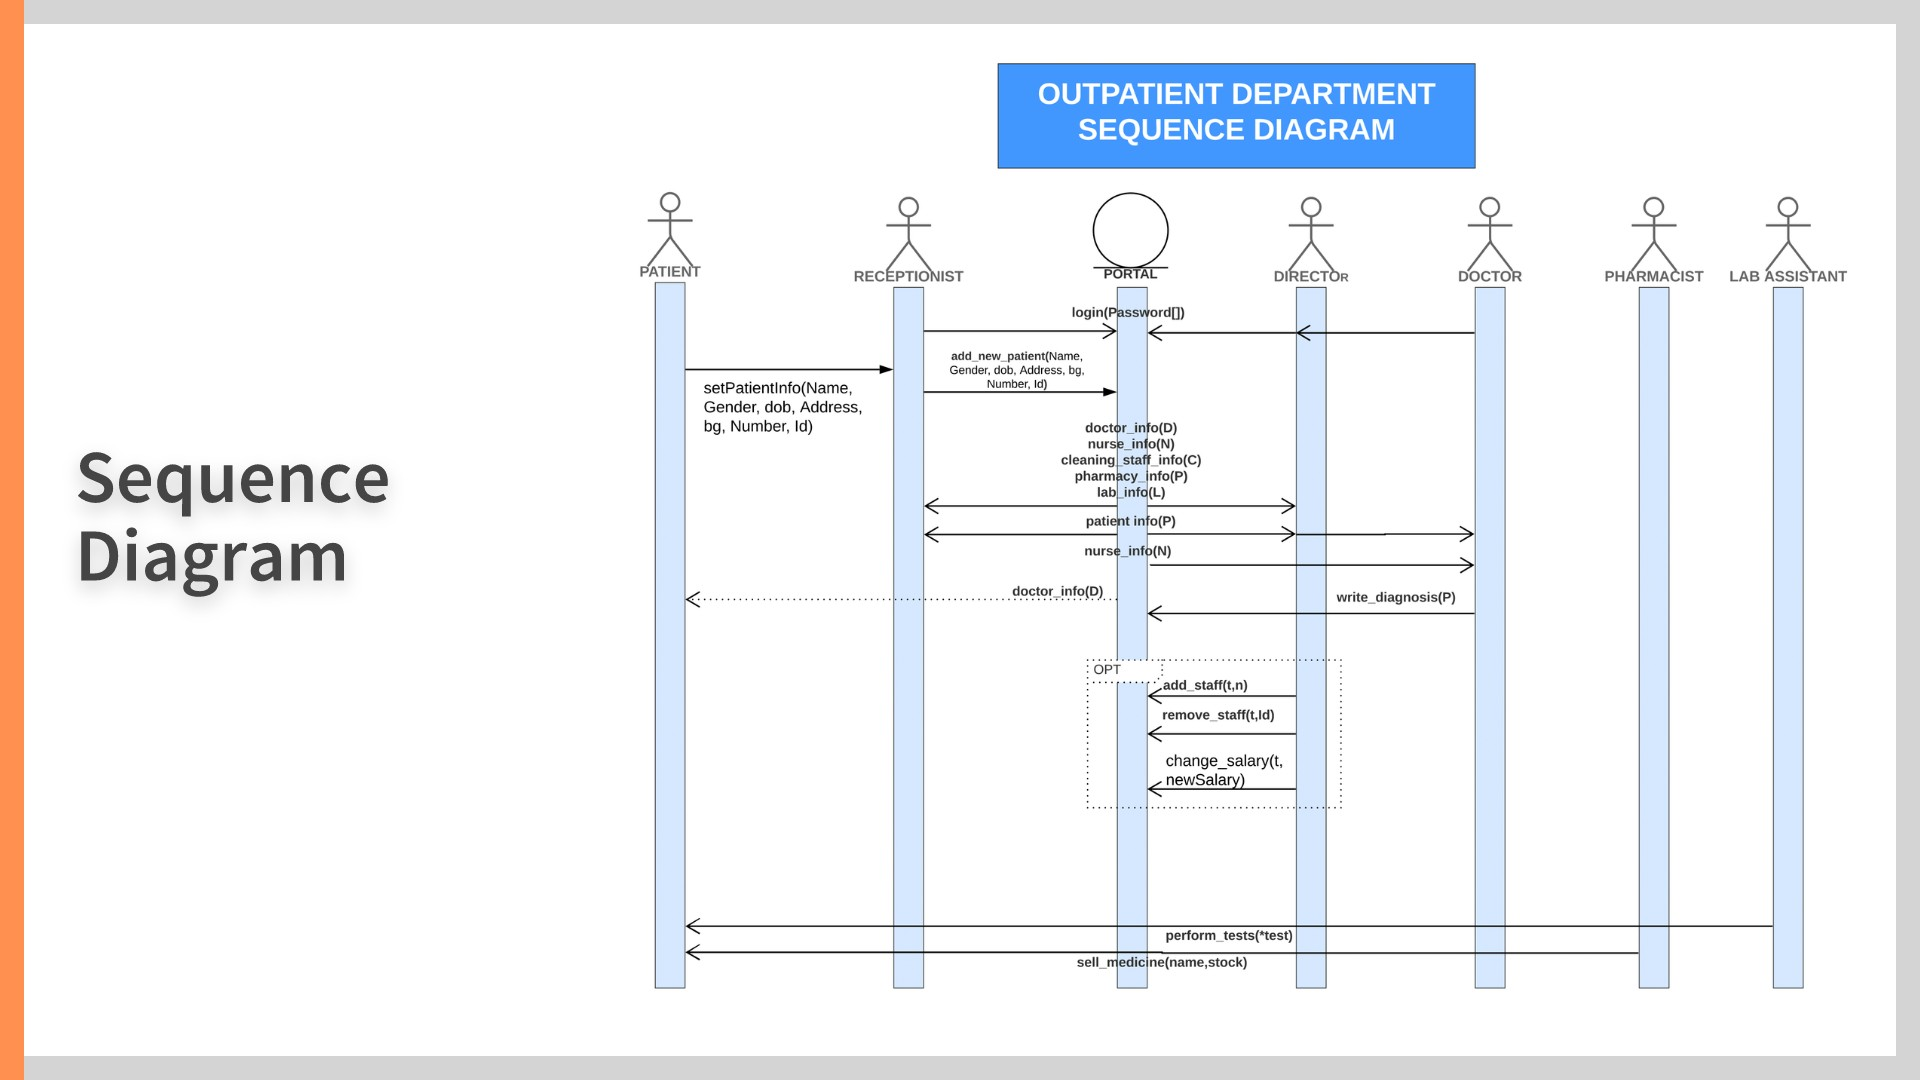 OUTPATIENT DEPARTMENT
SEQUENCE DIAGRAM
PATIENT
RECEPTIONIST
PORTAL
DIRECTOR
DOCTOR
PHARMACIST
LAB ASSISTANT
login(Password[])
add_new_patient(Name,
Gender, dob, Address, bg,
Number, Id)
setPatientInfo(Name,
Gender, dob, Address,
bg, Number, Id)
doctor_info(D)
nurse_info(N)
cleaning_staff_info(C)
pharmacy_info(P)
lab_info(L)
patient info(P)
nurse_info(N)
doctor_info(D)
write_diagnosis(P)
Sequence
Diagram
OPT
add_staff(t,n)
remove_staff(t,Id)
change_salary(t,
newSalary)
perform_tests(*test)
sell_medicine(name,stock)